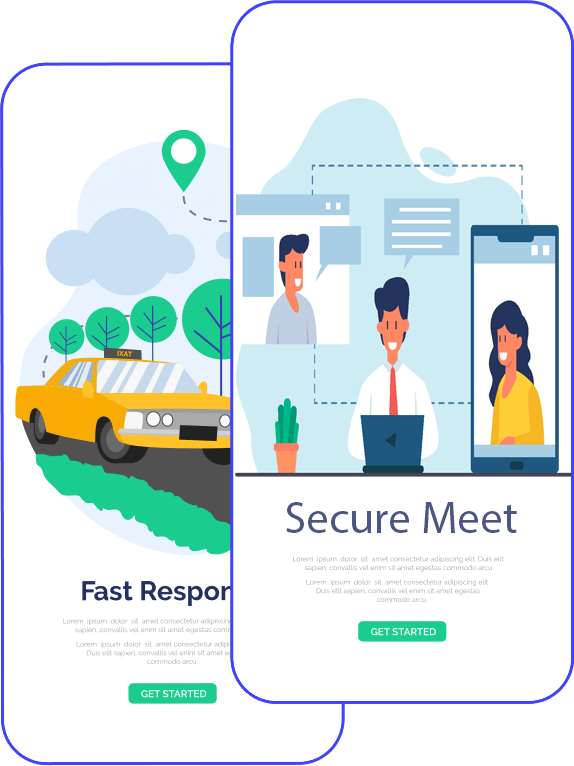 IXAT
Fast Respon
Lorem ipsum dolor sit amet consectetur adipiscing
sapien, convallis vel enim sit amet egestas com
Lorem ipsum dolor sit amet consectetur adipi
Duis elit sapien, convallis vel enim sit amet e
commodo arcu
GET STARTED
Secure Meet
Lorem ipsum dolor sit amet consectetur adipiscing elit. Duis elit
sapien, convallis vel enim sit amet egestas commodo arcu
Lorem ipsum dolor sit amet consectetur adipiscing elit
Duis elit sapien, convallis vel enim sit amet egestas
commodo arcu
GET STARTED